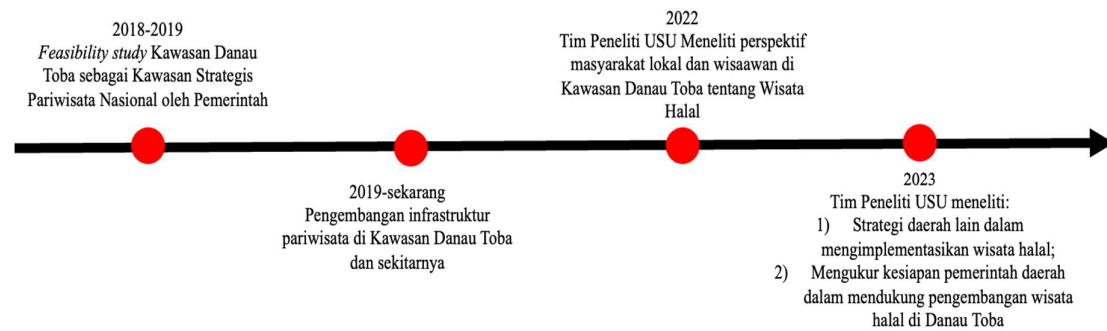 2018-2019
Feasibility study Kawasan Danau
Toba sebagai Kawasan Strategis
Pariwisata Nasional oleh Pemerintah
2019-sekarang
Pengembangan infrastruktur
pariwisata di Kawasan Danau Toba
dan sekitarnya
2022
Tim Peneliti USU Meneliti perspektif
masyarakat lokal dan wisaawan di
Kawasan Danau Toba tentang Wisata
Halal
2023
Tim Peneliti USU meneliti:
1) Strategi daerah lain dalam
mengimplementasikan wisata halal;
2) Mengukur kesiapan pemerintah daerah
dalam mendukung pengembangan wisata
halal di Danau Toba